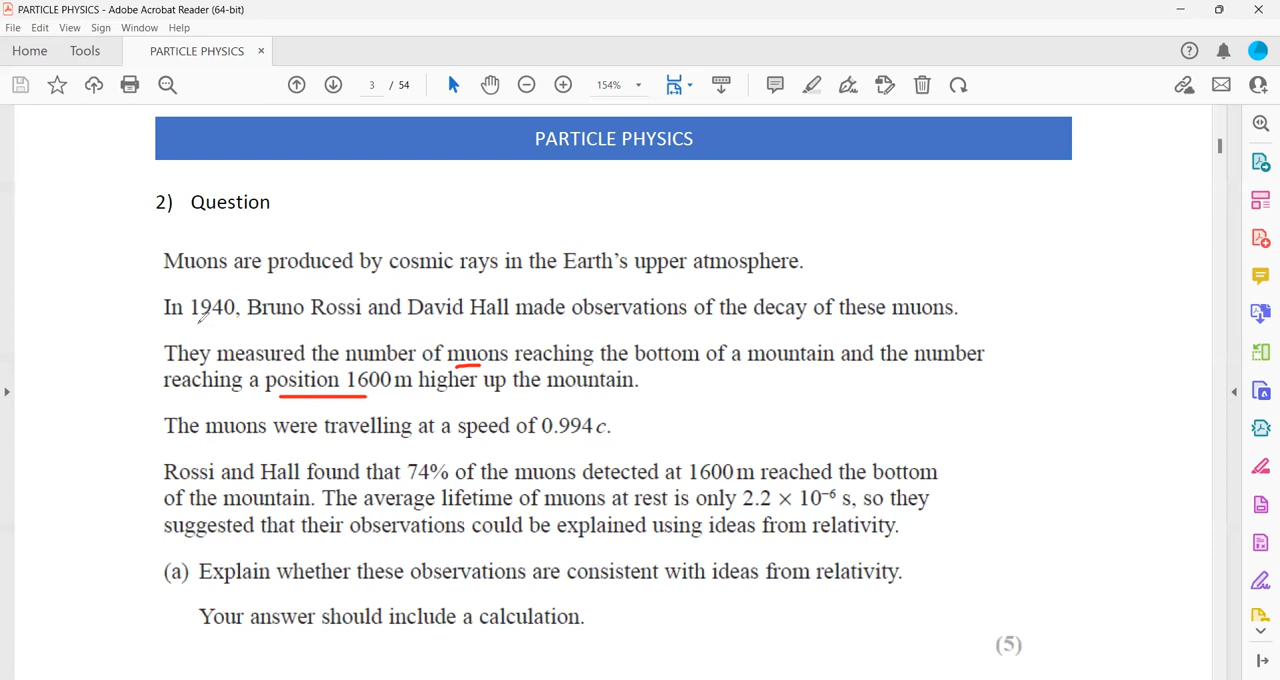 PARTICLE PHYSICS - Adobe Acrobat Reader (64-bit)
File Edit View Sign Window Help
Home Tools PARTICLE PHYSICS ×
3 / 54 154%
PARTICLE PHYSICS
2) Question
Muons are produced by cosmic rays in the Earth's upper atmosphere.
In 1940, Bruno Rossi and David Hall made observations of the decay of these muons.
They measured the number of muons reaching the bottom of a mountain and the number
reaching a position 1600 m higher up the mountain.
The muons were travelling at a speed of 0.994 c.
Rossi and Hall found that 74% of the muons detected at 1600 m reached the bottom
of the mountain. The average lifetime of muons at rest is only 2.2 × 10⁻⁶ s, so they
suggested that their observations could be explained using ideas from relativity.
(a) Explain whether these observations are consistent with ideas from relativity.
Your answer should include a calculation.
(5)